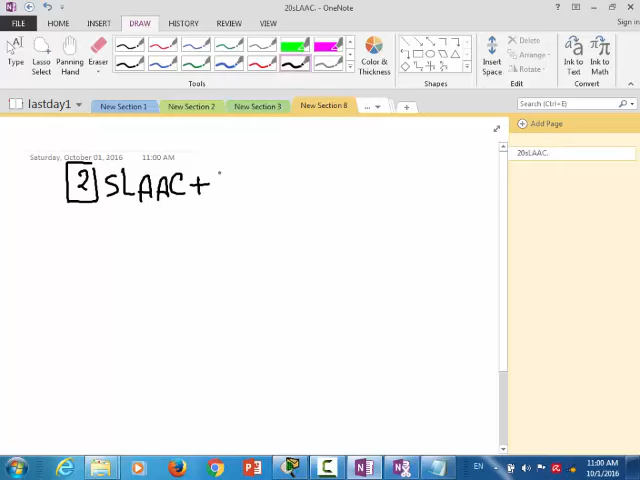 20sLAAC. - OneNote
FILE HOME INSERT DRAW HISTORY REVIEW VIEW Sign in
Type Lasso Select Panning Hand Eraser Color & Thickness Insert Space Delete Arrange Rotate Ink to Text Ink to Math
Tools Shapes Edit Convert
lastday1 New Section 1 New Section 2 New Section 3 New Section 8 ... + Search (Ctrl+E)
Add Page
20sLAAC.
Saturday, October 01, 2016 11:00 AM
2 SLAAC+
EN 11:00 AM
10/1/2016